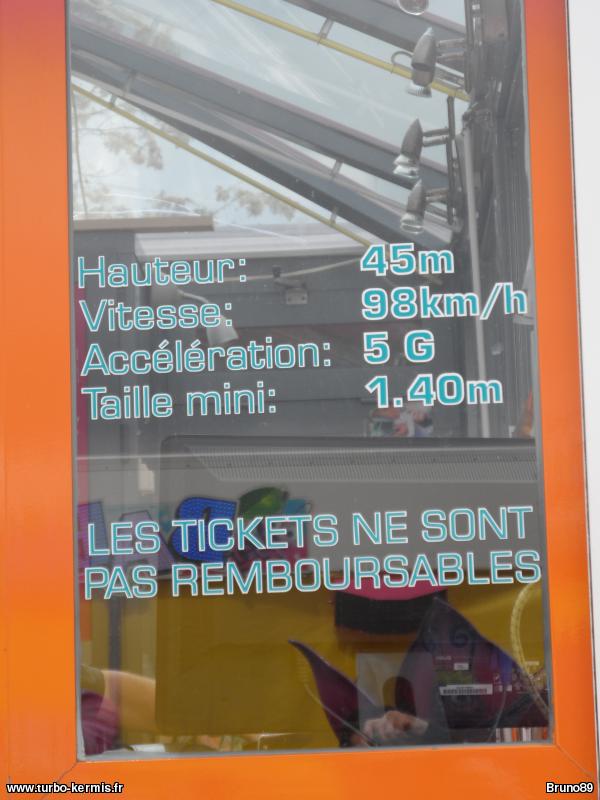 Hauteur: 45m
Vitesse: 98km/h
Accélération: 5 G
Taille mini: 1.40m
LES TICKETS NE SONT
PAS REMBOURSABLES
www.turbo-kermis.fr
Bruno89